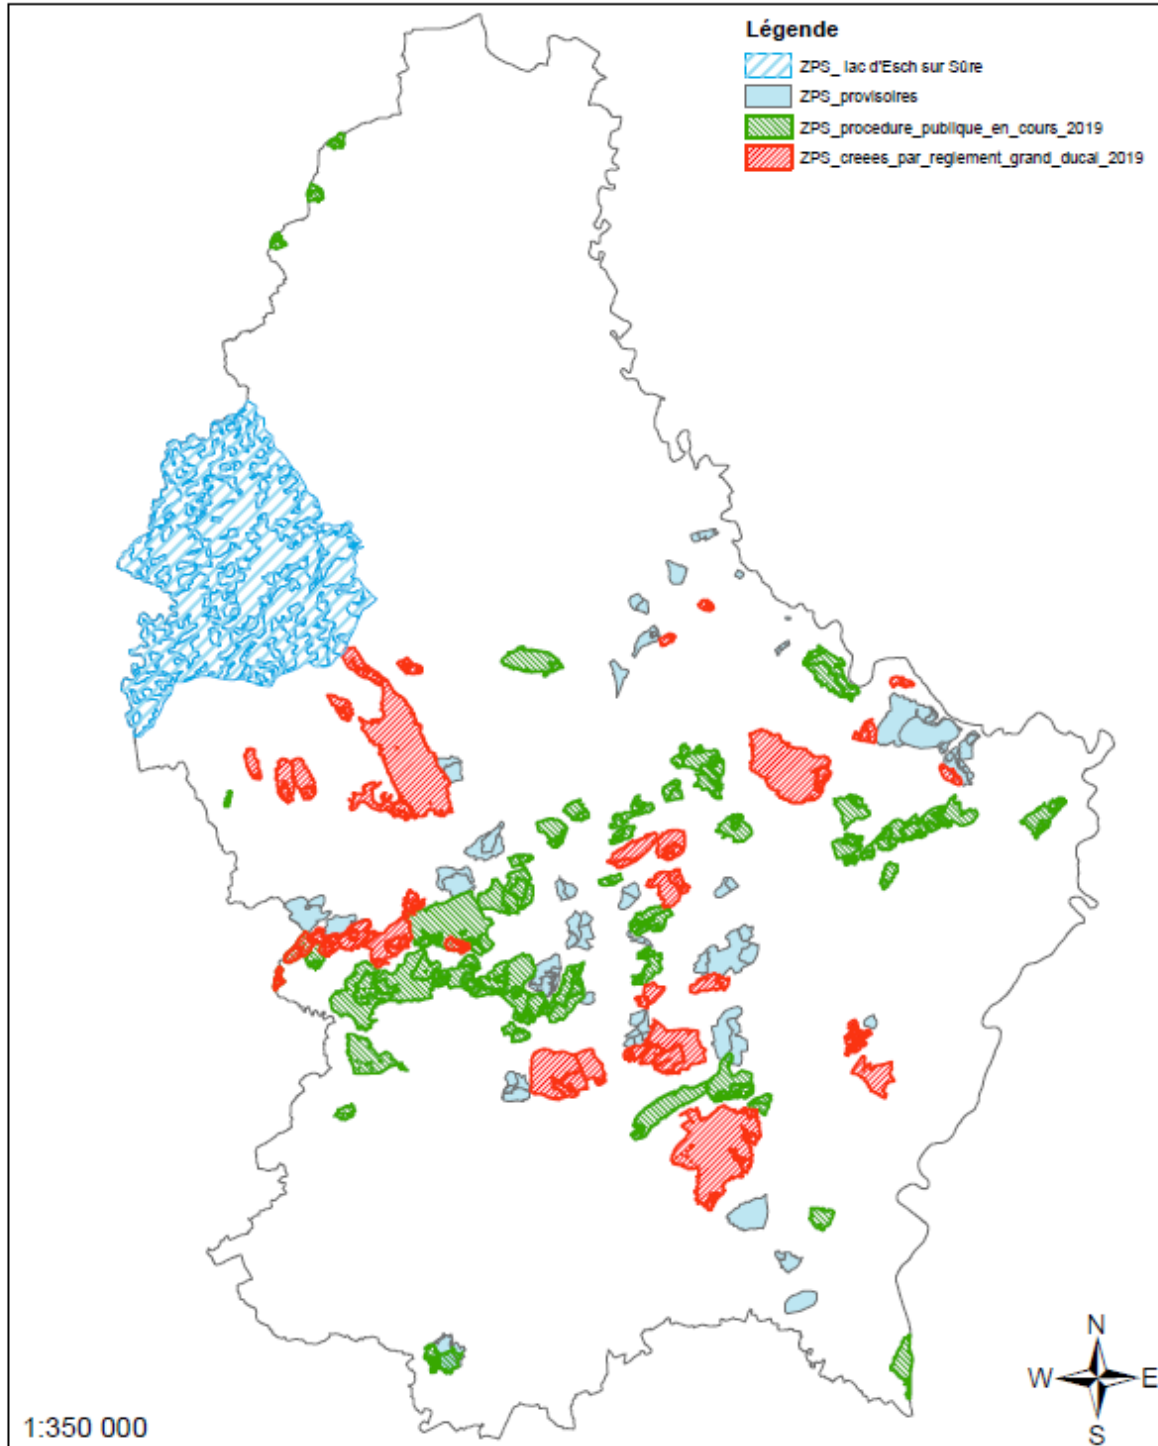 Légende
ZPS_ lac d'Esch sur Sûre
ZPS_provisoires
ZPS_procedure_publique_en_cours_2019
ZPS_creees_par_reglement_grand_ducal_2019
N
W E
S
1:350 000